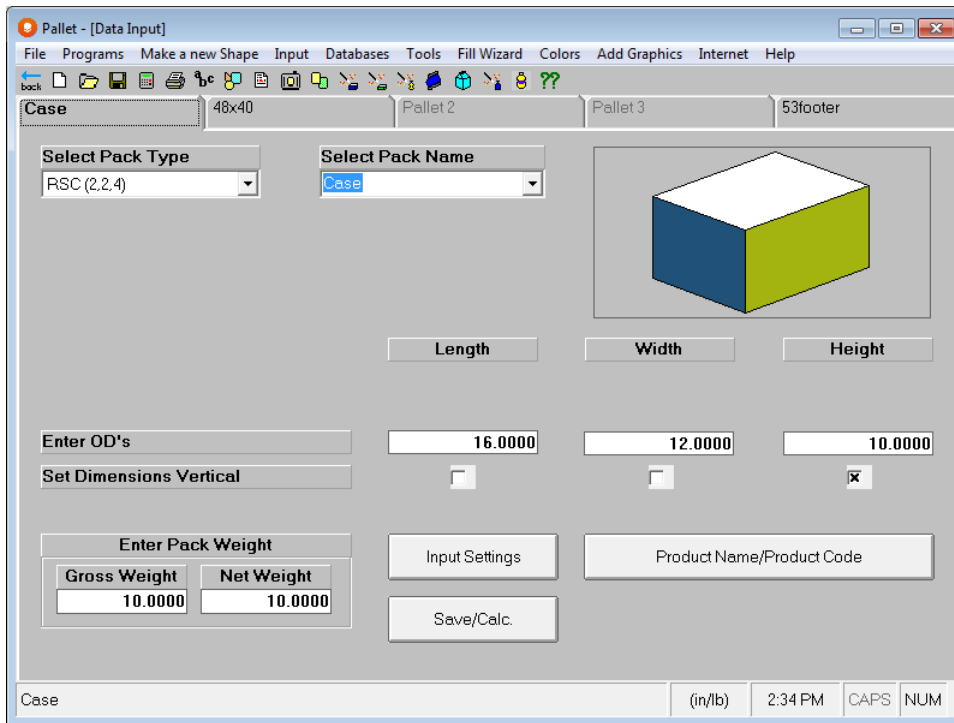 Pallet - [Data Input]
File Programs Make a new Shape Input Databases Tools Fill Wizard Colors Add Graphics Internet Help
back abc ??
Case 48x40 Pallet 2 Pallet 3 53footer
Select Pack Type Select Pack Name
RSC (2,2,4) Case
Length Width Height
Enter OD's 16.0000 12.0000 10.0000
Set Dimensions Vertical
Enter Pack Weight
Input Settings Product Name/Product Code
Gross Weight Net Weight
10.0000 10.0000
Save/Calc.
Case (in/lb) 2:34 PM CAPS NUM